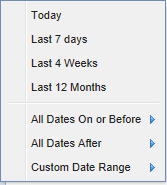 Today
Last 7 days
Last 4 Weeks
Last 12 Months
All Dates On or Before
All Dates After
Custom Date Range